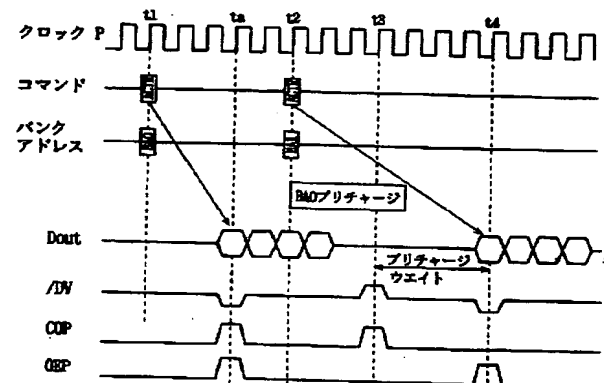 t1 ta t2 t3 t4
クロック P
コマンド
バンク
アドレス
BA0プリチャージ
Dout
プリチャージ
ウエイト
/DV
COP
OEP